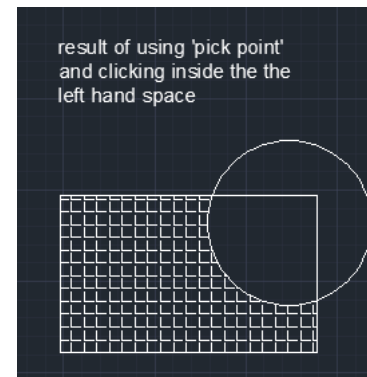 result of using 'pick point'
and clicking inside the the
left hand space